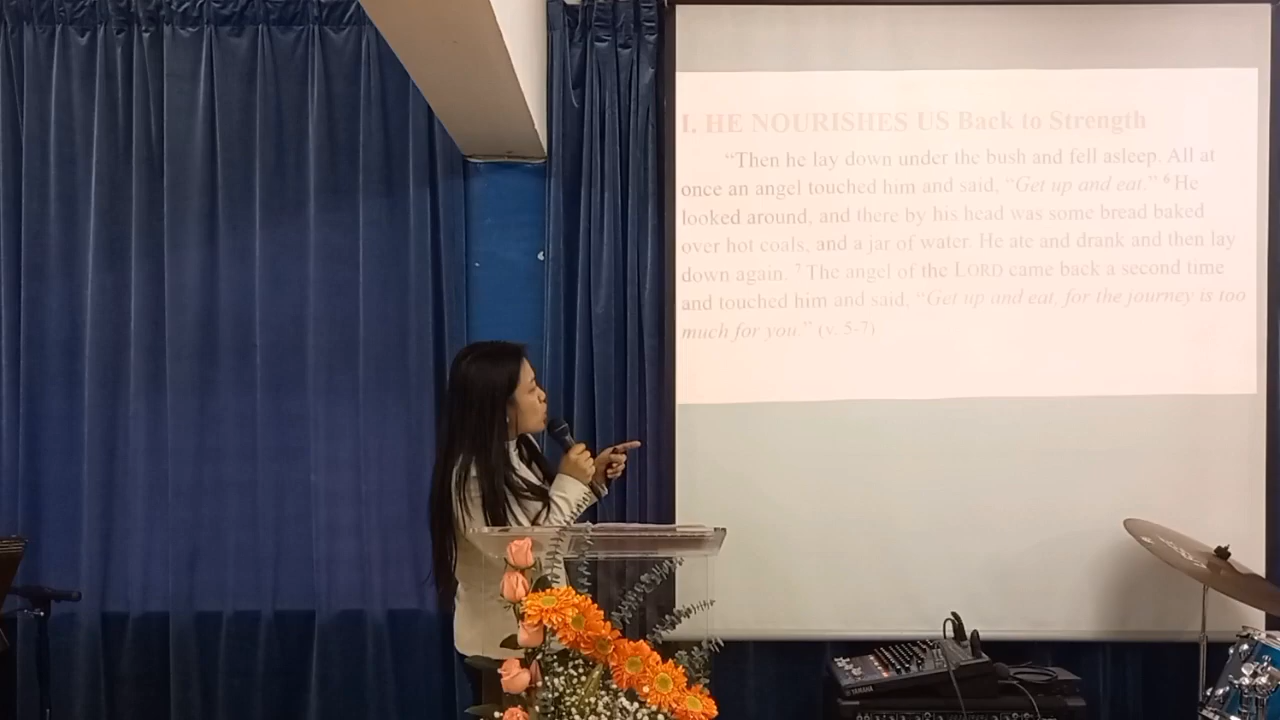 I. HE NOURISHES US Back to Strength
“Then he lay down under the bush and fell asleep. All at
once an angel touched him and said, “Get up and eat.” ⁶ He
looked around, and there by his head was some bread baked
over hot coals, and a jar of water. He ate and drank and then lay
down again. ⁷ The angel of the LORD came back a second time
and touched him and said, “Get up and eat, for the journey is too
much for you.” (v. 5-7)
YAMAHA